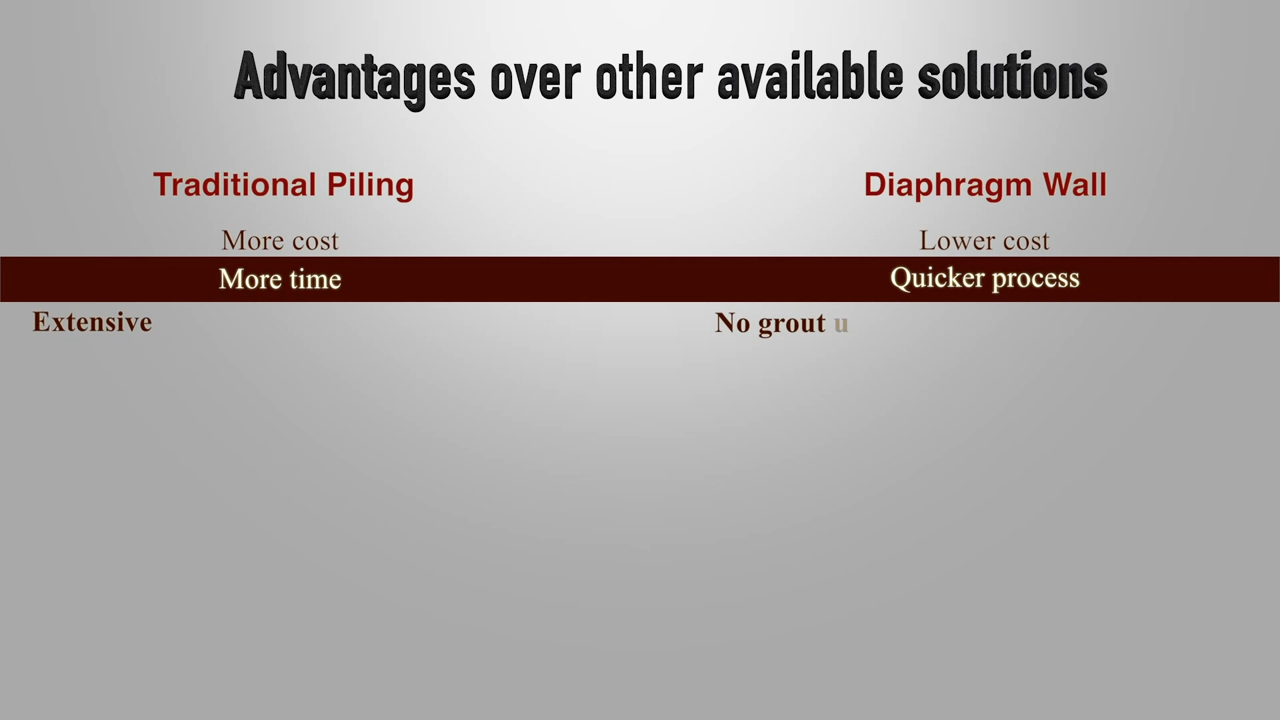 Advantages over other available solutions
Traditional Piling
Diaphragm Wall
More cost
Lower cost
More time
Quicker process
Extensive
No grout u